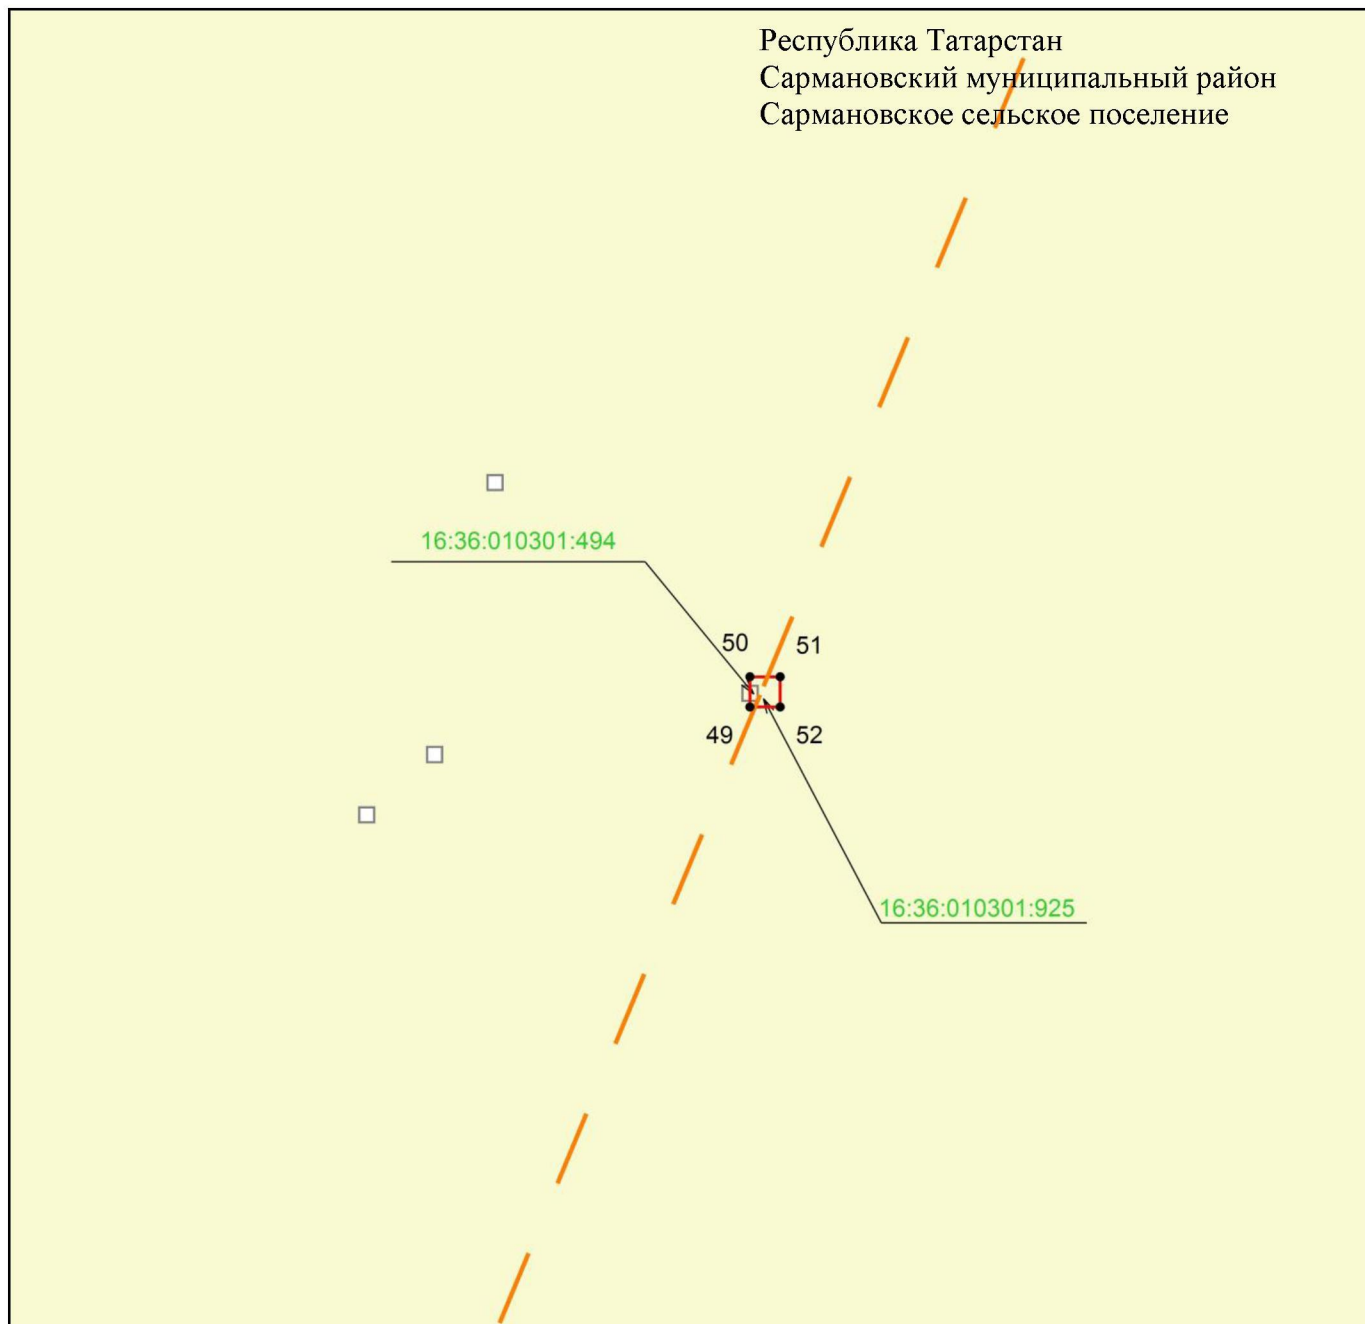 Республика Татарстан
Сармановский муниципальный район
Сармановское сельское поселение
16:36:010301:494
50
51
49
52
16:36:010301:925